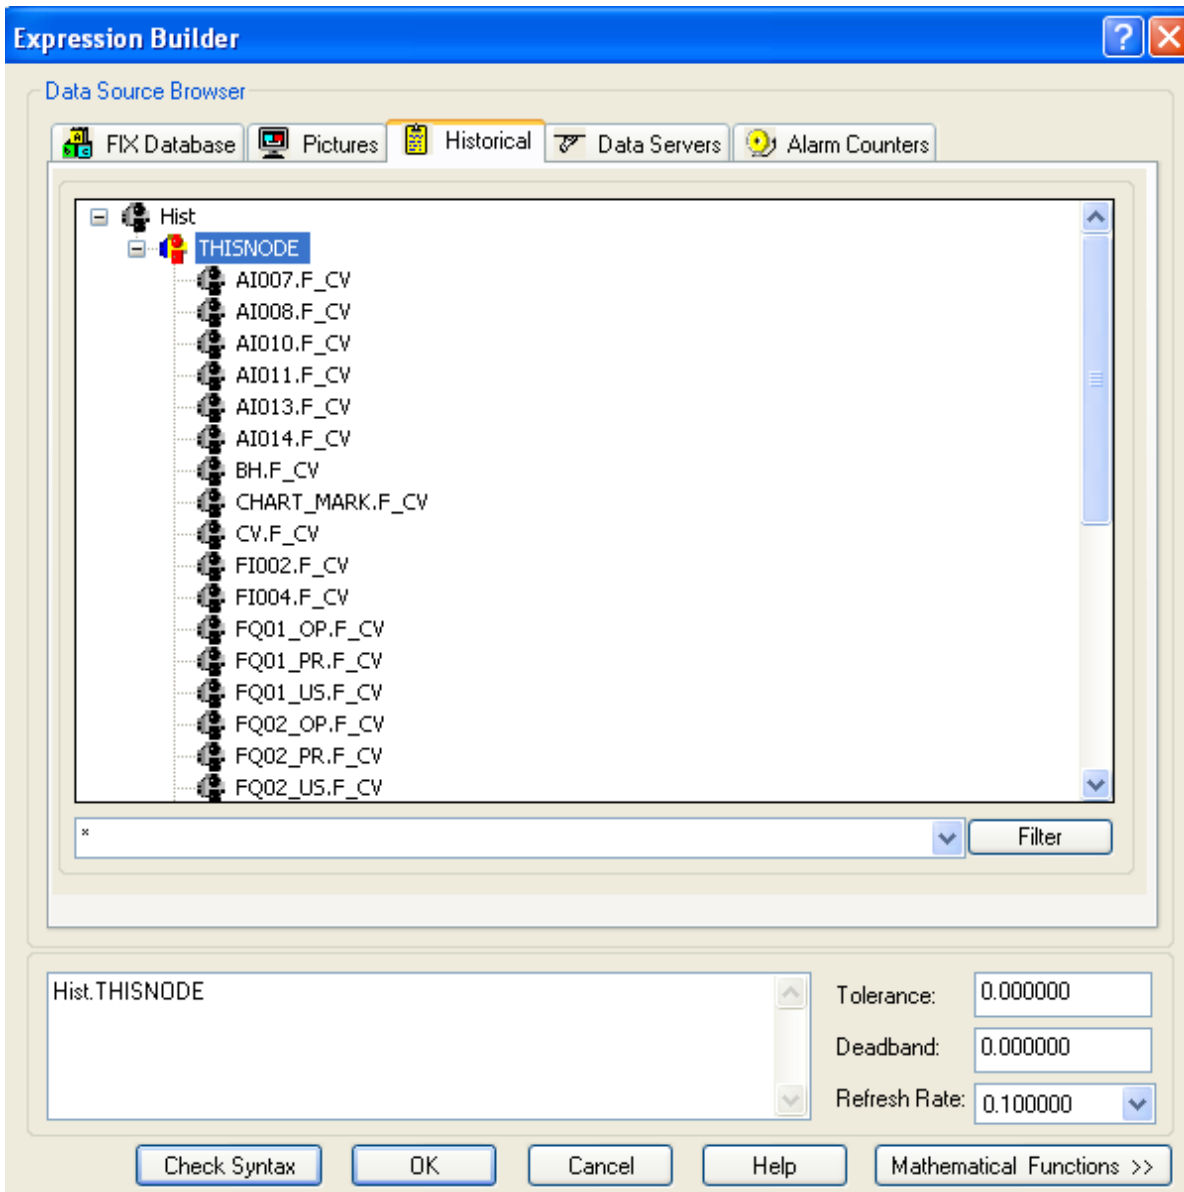 Expression Builder
Data Source Browser
FIX Database Pictures Historical Data Servers Alarm Counters
Hist
THISNODE
AI007.F_CV
AI008.F_CV
AI010.F_CV
AI011.F_CV
AI013.F_CV
AI014.F_CV
BH.F_CV
CHART_MARK.F_CV
CV.F_CV
FI002.F_CV
FI004.F_CV
FQ01_OP.F_CV
FQ01_PR.F_CV
FQ01_US.F_CV
FQ02_OP.F_CV
FQ02_PR.F_CV
FQ02_US.F_CV
* Filter
Hist.THISNODE
Tolerance: 0.000000
Deadband: 0.000000
Refresh Rate: 0.100000
Check Syntax OK Cancel Help Mathematical Functions >>